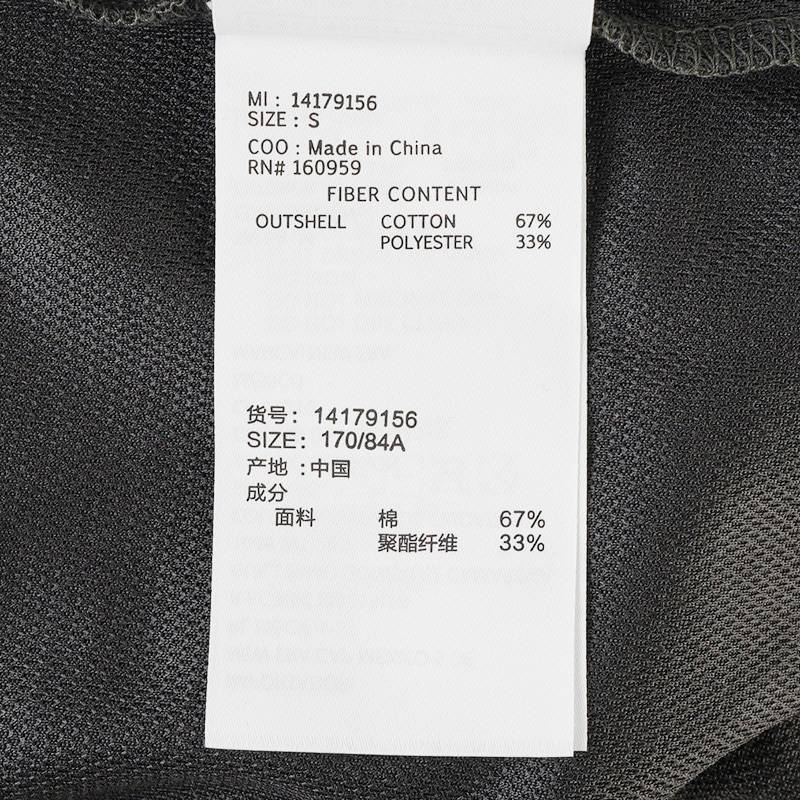 MI : 14179156
SIZE : S
COO : Made in China
RN# 160959
FIBER CONTENT
OUTSHELL COTTON 67%
POLYESTER 33%
货号: 14179156
SIZE: 170/84A
产地 :中国
成分
面料 棉 67%
聚酯纤维 33%